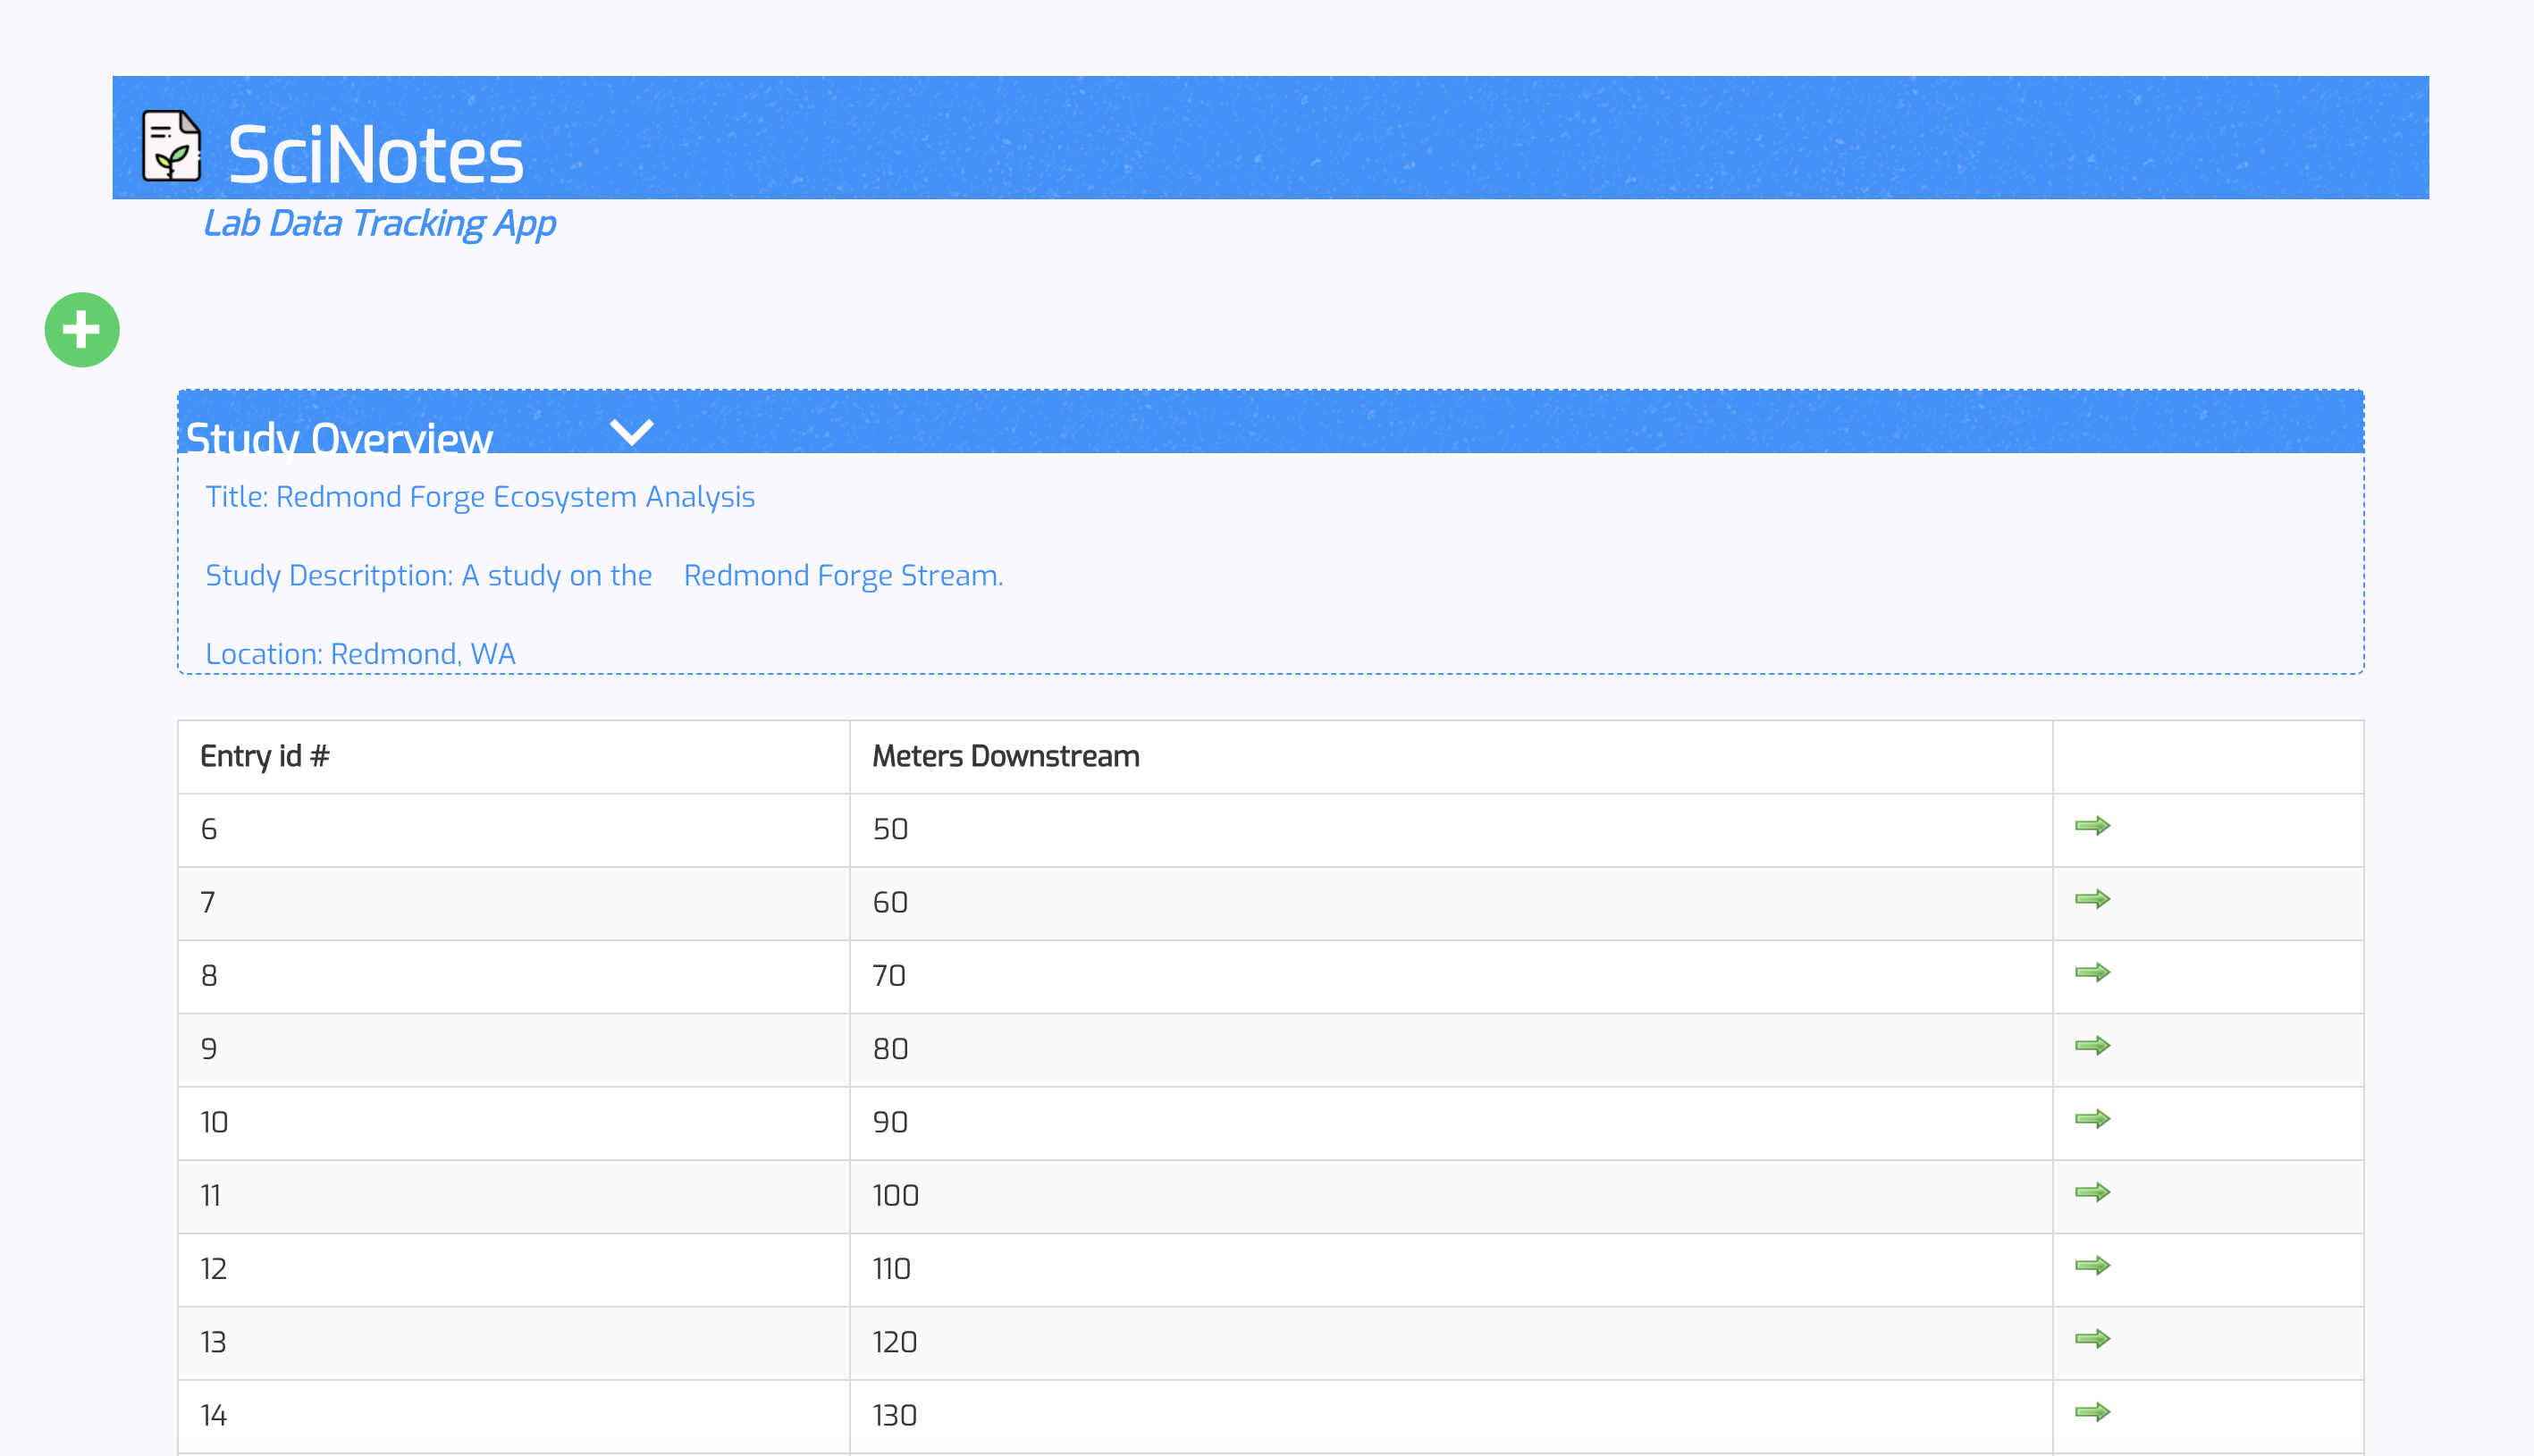 SciNotes
Lab Data Tracking App
Study Overview
Title: Redmond Forge Ecosystem Analysis
Study Descritption: A study on the    Redmond Forge Stream.
Location: Redmond, WA
Entry id # Meters Downstream
6 50
7 60
8 70
9 80
10 90
11 100
12 110
13 120
14 130